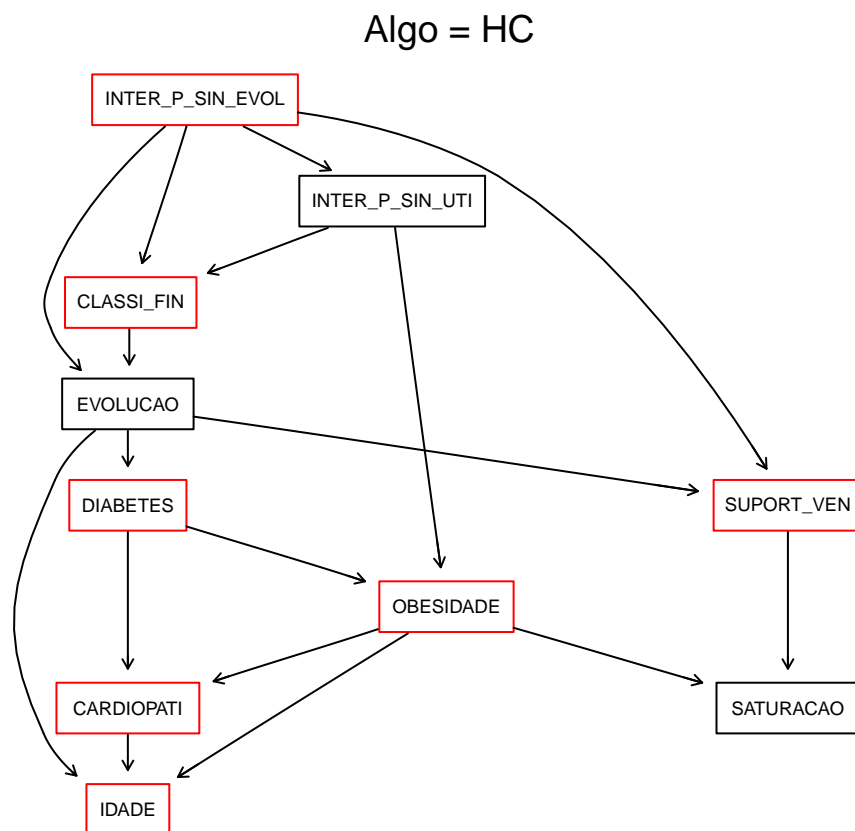 Algo = HC
INTER_P_SIN_EVOL
INTER_P_SIN_UTI
CLASSI_FIN
EVOLUCAO
DIABETES
SUPORT_VEN
OBESIDADE
CARDIOPATI
SATURACAO
IDADE